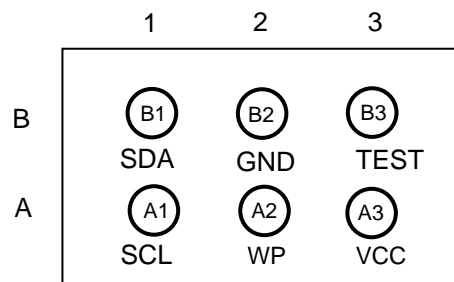 1 2 3
B B1 B2 B3
SDA GND TEST
A A1 A2 A3
SCL WP VCC